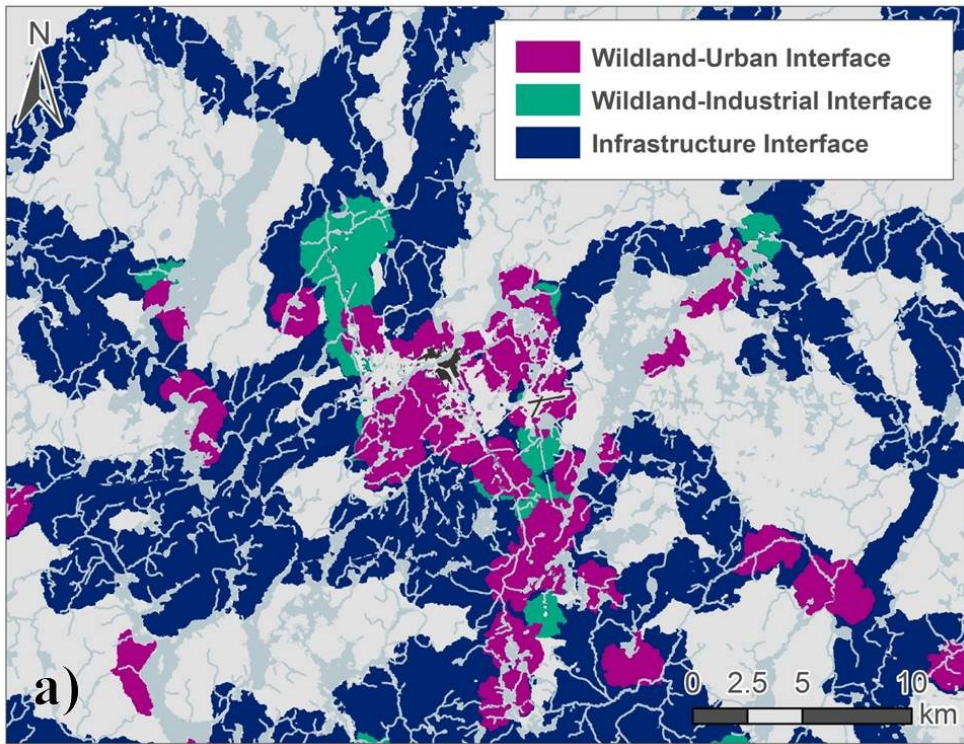 N
Wildland-Urban Interface
Wildland-Industrial Interface
Infrastructure Interface
a)
0 2.5 5 10
km